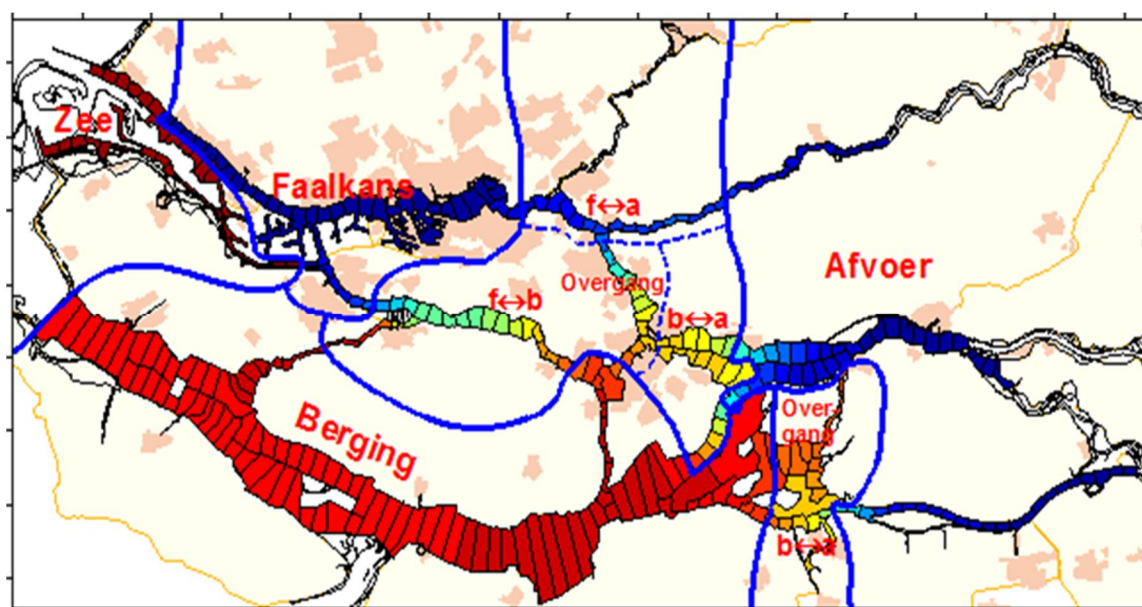 Zee
Faalkans
f↔a
Afvoer
Overgang
f↔b
b↔a
Berging
Over-
gang
b↔a